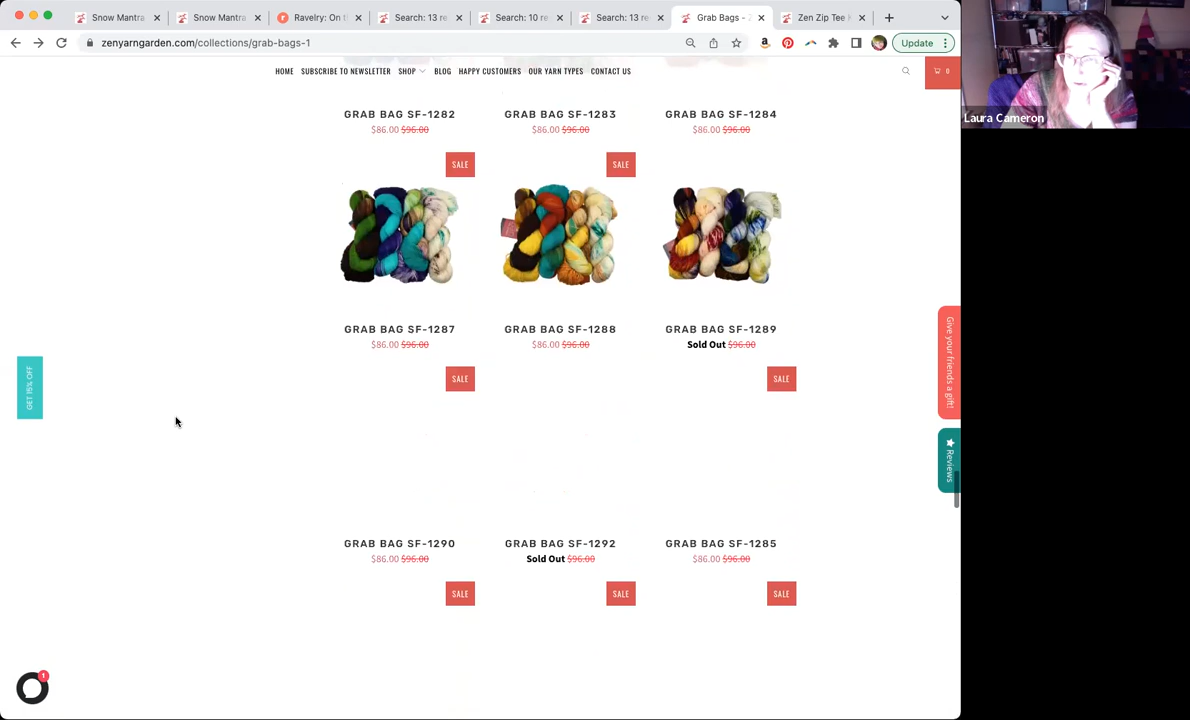 Snow Mantra
Snow Mantra
Ravelry: On t
Search: 13 re
Search: 10 re
Search: 13 re
Grab Bags -
Zen Zip Tee
zenyarngarden.com/collections/grab-bags-1
Update
HOME SUBSCRIBE TO NEWSLETTER SHOP BLOG HAPPY CUSTOMERS OUR YARN TYPES CONTACT US
0
Laura Cameron
GRAB BAG SF-1282
$86.00 $96.00
GRAB BAG SF-1283
$86.00 $96.00
GRAB BAG SF-1284
$86.00 $96.00
SALE
SALE
GRAB BAG SF-1287
$86.00 $96.00
GRAB BAG SF-1288
$86.00 $96.00
GRAB BAG SF-1289
Sold Out $96.00
SALE
SALE
GRAB BAG SF-1290
$86.00 $96.00
GRAB BAG SF-1292
Sold Out $96.00
GRAB BAG SF-1285
$86.00 $96.00
SALE
SALE
SALE
GET 15% OFF
Give your friends a gift!
Reviews
1